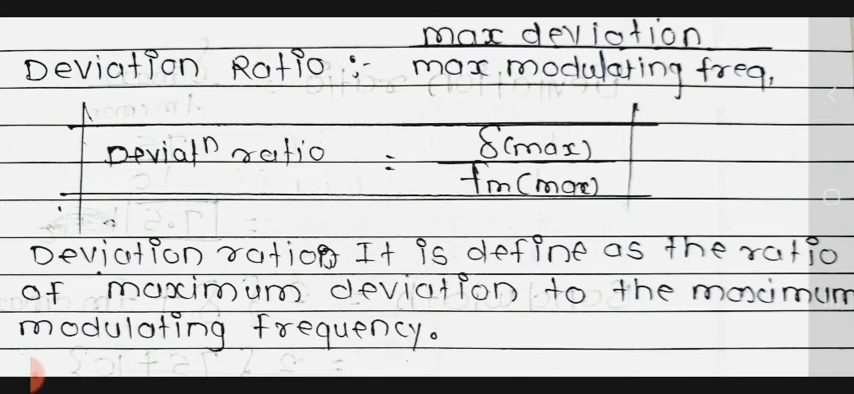 max deviation
Deviation Ratio :- max modulating freq.
Deviatn ratio = δ(max)
fm(max)
Deviation ratio, It is define as the ratio
of maximum deviation to the maximum
modulating frequency.